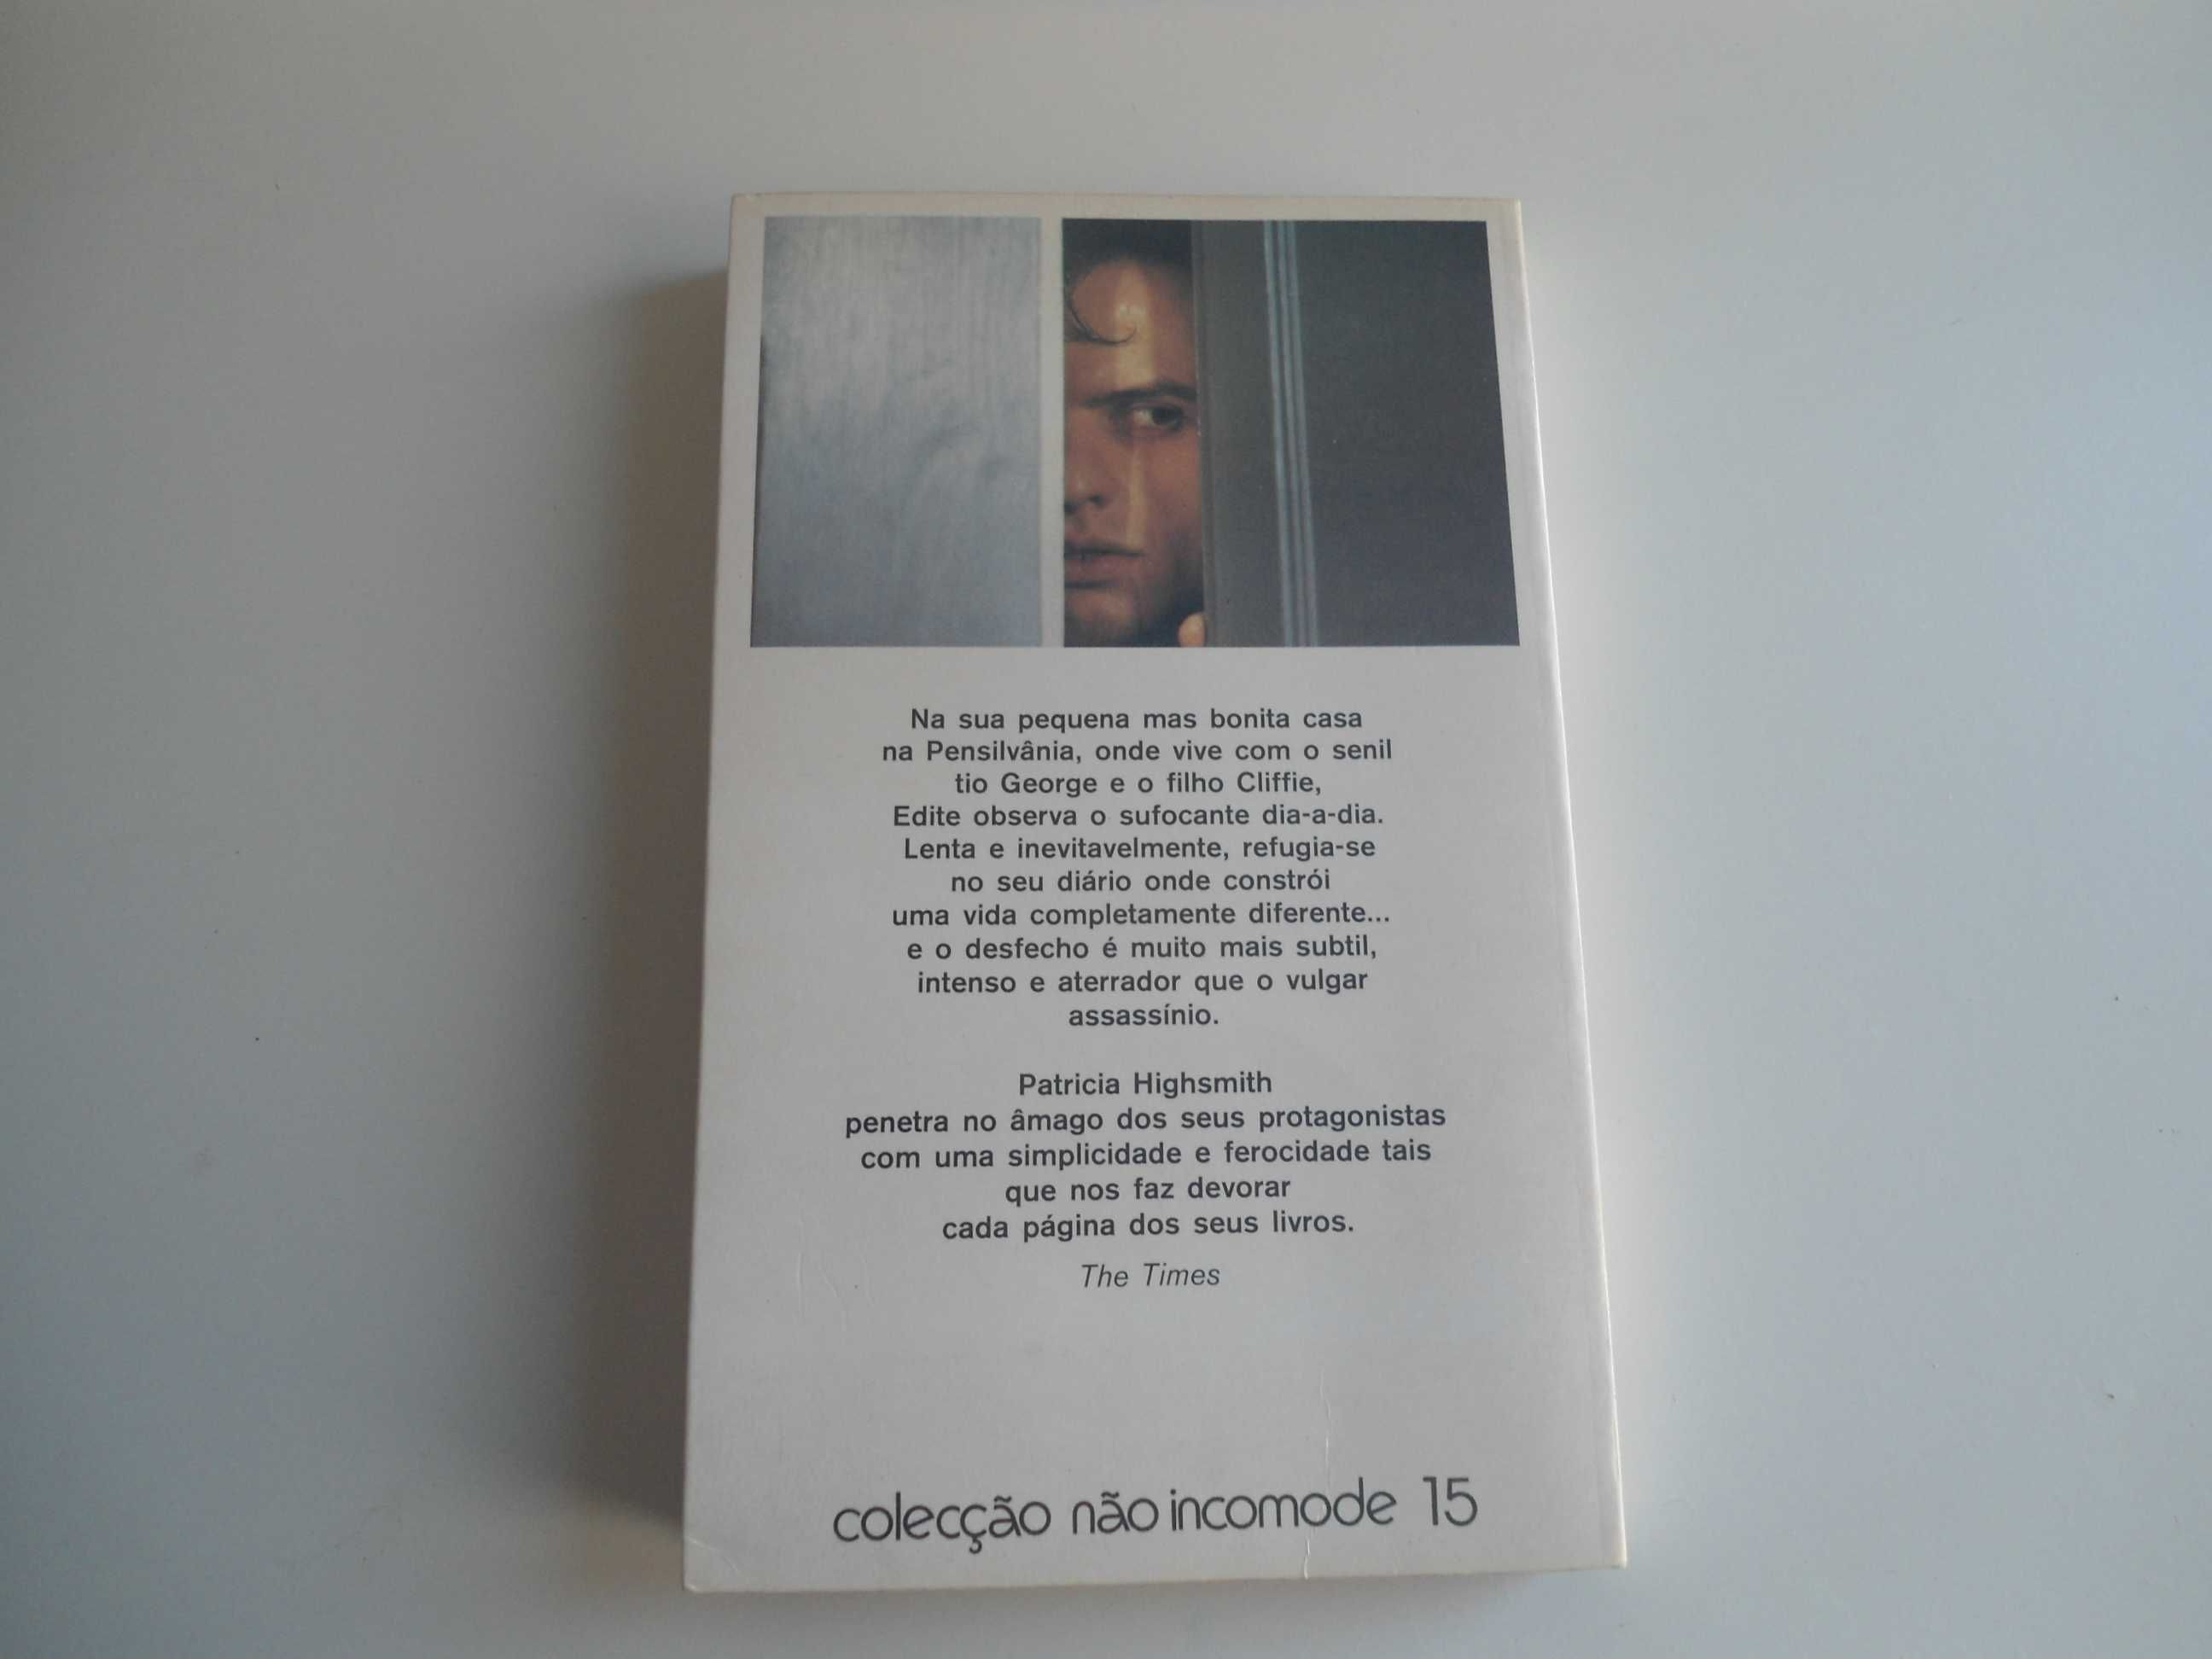 Na sua pequena mas bonita casa
na Pensilvânia, onde vive com o senil
tio George e o filho Cliffie,
Edite observa o sufocante dia-a-dia.
Lenta e inevitavelmente, refugia-se
no seu diário onde constrói
uma vida completamente diferente...
e o desfecho é muito mais subtil,
intenso e aterrador que o vulgar
assassínio.
Patricia Highsmith
penetra no âmago dos seus protagonistas
com uma simplicidade e ferocidade tais
que nos faz devorar
cada página dos seus livros.
The Times
colecção não incomode 15